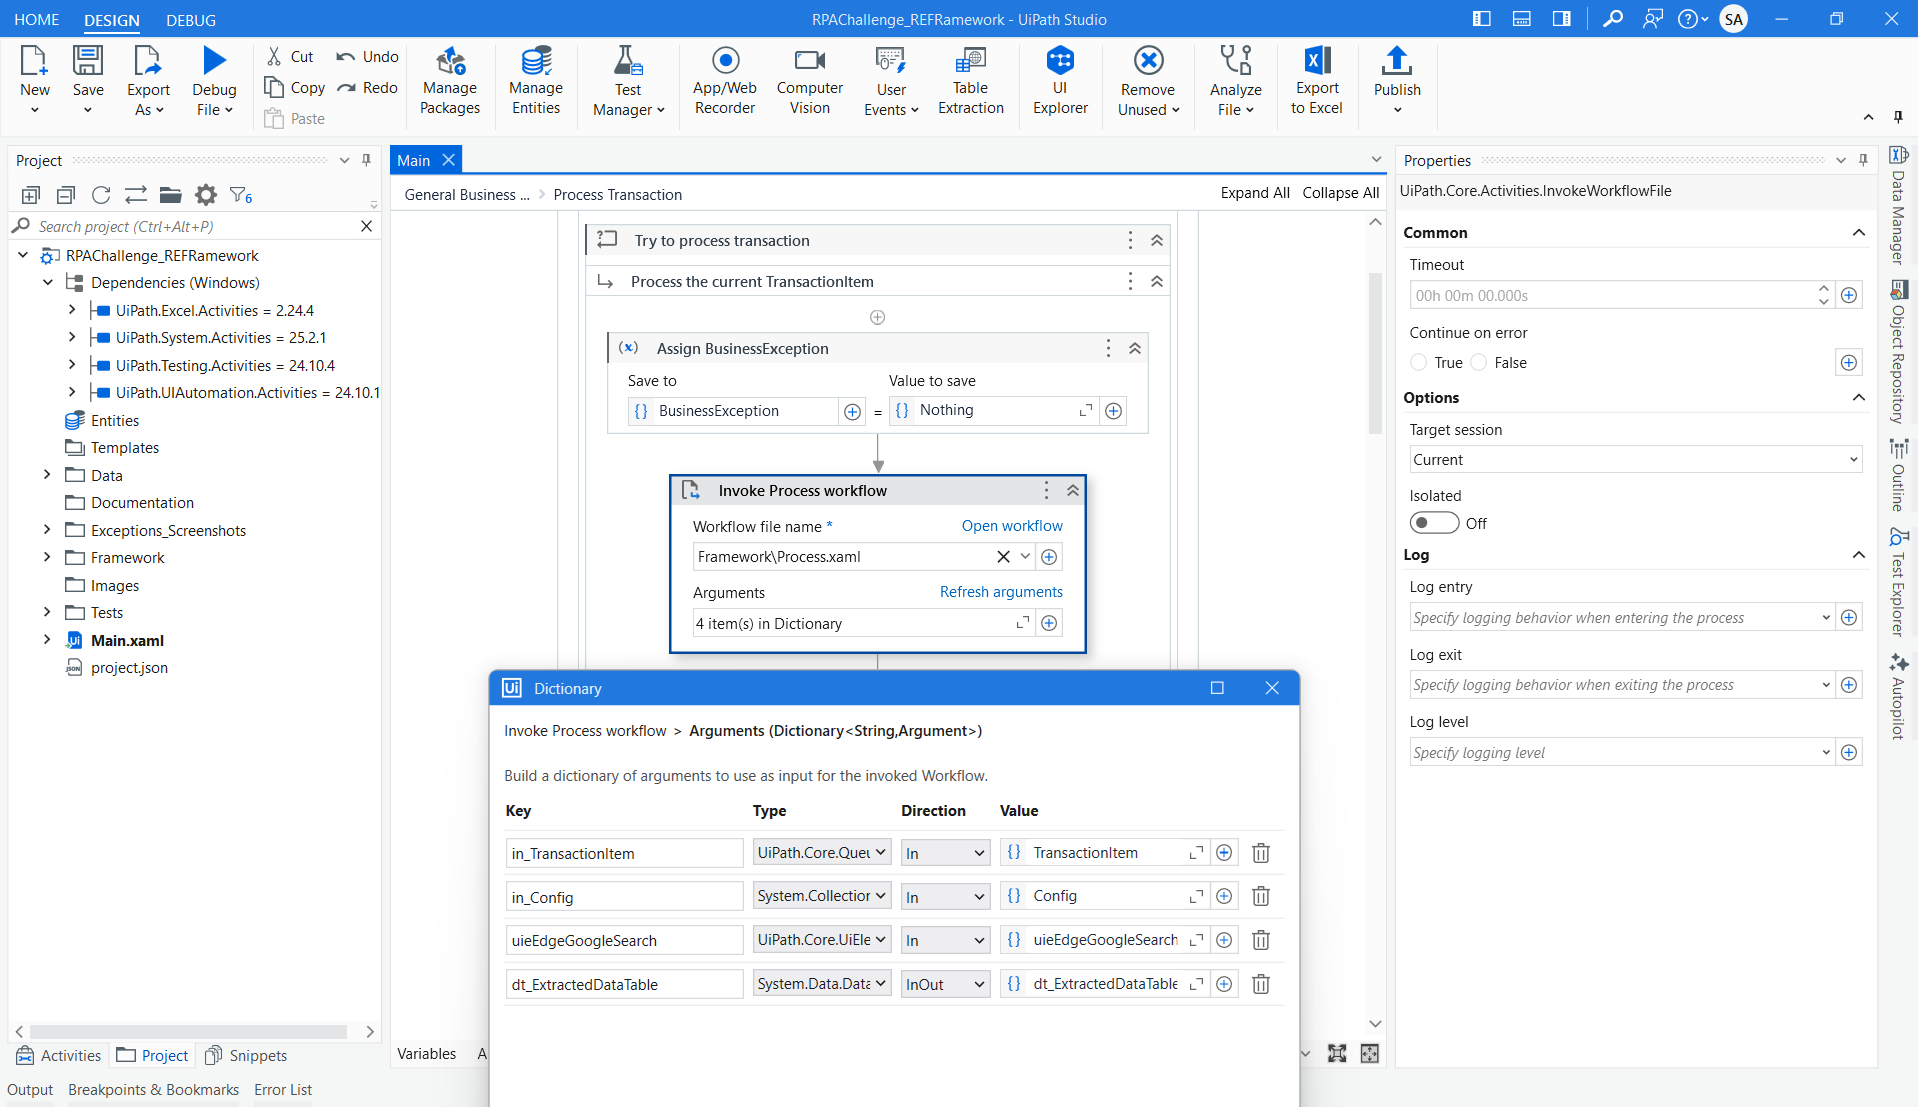 HOME DESIGN DEBUG
RPAChallenge_REFRamework - UiPath Studio
SA
New
Save
Export As
Debug File
Cut
Copy
Paste
Undo
Redo
Manage Packages
Manage Entities
Test Manager
App/Web Recorder
Computer Vision
User Events
Table Extraction
UI Explorer
Remove Unused
Analyze File
Export to Excel
Publish
Project
6
Search project (Ctrl+Alt+P)
RPAChallenge_REFRamework
Dependencies (Windows)
UiPath.Excel.Activities = 2.24.4
UiPath.System.Activities = 25.2.1
UiPath.Testing.Activities = 24.10.4
UiPath.UIAutomation.Activities = 24.10.1
Entities
Templates
Data
Documentation
Exceptions_Screenshots
Framework
Images
Tests
Main.xaml
project.json
Activities Project Snippets
Output Breakpoints & Bookmarks Error List
Main
General Business ... Process Transaction
Expand All Collapse All
Try to process transaction
Process the current TransactionItem
Assign BusinessException
Save to Value to save
BusinessException = Nothing
Invoke Process workflow
Workflow file name * Open workflow
Framework\Process.xaml
Arguments Refresh arguments
4 item(s) in Dictionary
Ui Dictionary
Invoke Process workflow > Arguments (Dictionary<String,Argument>)
Build a dictionary of arguments to use as input for the invoked Workflow.
Key Type Direction Value
in_TransactionItem UiPath.Core.Queu In TransactionItem
in_Config System.Collection In Config
uieEdgeGoogleSearch UiPath.Core.UiEle In uieEdgeGoogleSearch
dt_ExtractedDataTable System.Data.Data InOut dt_ExtractedDataTable
Variables A
Properties
UiPath.Core.Activities.InvokeWorkflowFile
Common
Timeout
00h 00m 00.000s
Continue on error
True False
Options
Target session
Current
Isolated
Off
Log
Log entry
Specify logging behavior when entering the process
Log exit
Specify logging behavior when exiting the process
Log level
Specify logging level
Data Manager
Object Repository
Outline
Test Explorer
Autopilot